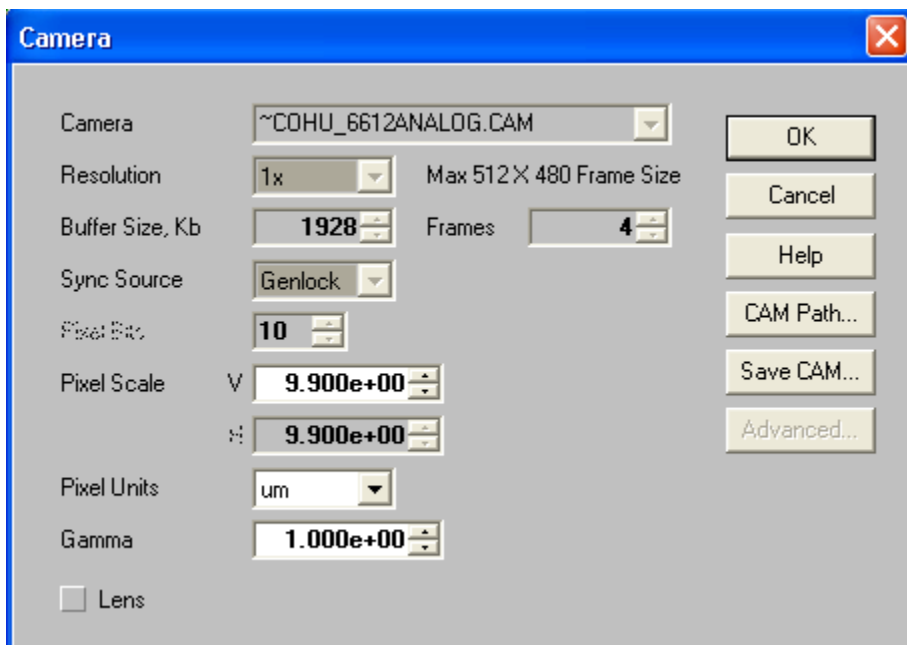 Camera
Camera ~COHU_6612ANALOG.CAM OK
Resolution 1x Max 512 X 480 Frame Size Cancel
Buffer Size, Kb 1928 Frames 4 Help
Sync Source Genlock CAM Path...
Pixel Bits 10
Pixel Scale V 9.900e+00 Save CAM...
H 9.900e+00 Advanced...
Pixel Units um
Gamma 1.000e+00
Lens